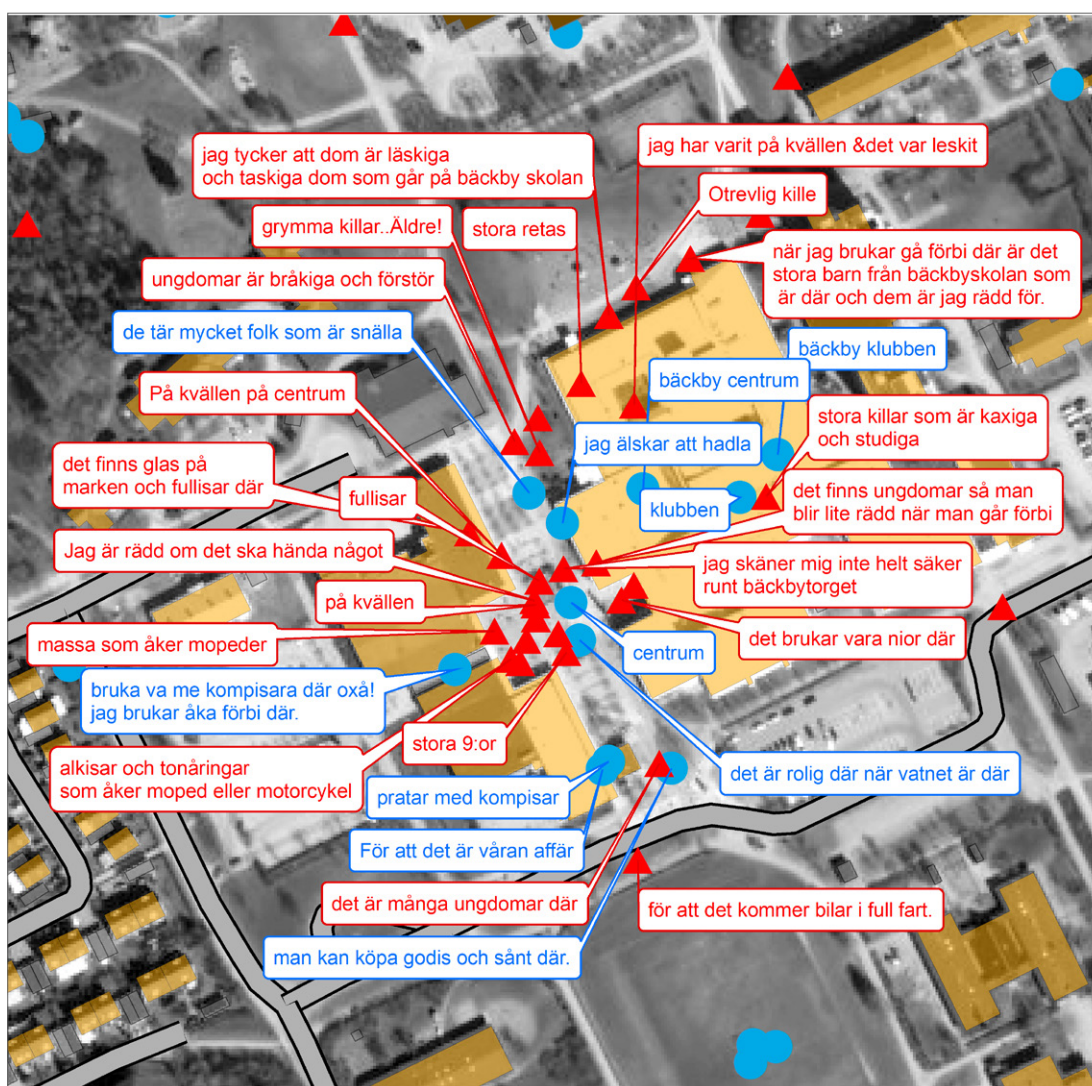 jag tycker att dom är läskiga
och taskiga dom som går på bäckby skolan
jag har varit på kvällen &det var leskit
Otrevlig kille
grymma killar..Äldre!
stora retas
när jag brukar gå förbi där är det
stora barn från bäckbyskolan som
är där och dem är jag rädd för.
ungdomar är bråkiga och förstör
de tär mycket folk som är snälla
bäckby klubben
bäckby centrum
På kvällen på centrum
stora killar som är kaxiga
och studiga
jag älskar att hadla
det finns glas på
marken och fullisar där
fullisar
klubben
det finns ungdomar så man
blir lite rädd när man går förbi
Jag är rädd om det ska hända något
jag skäner mig inte helt säker
runt bäckbytorget
på kvällen
massa som åker mopeder
det brukar vara nior där
centrum
bruka va me kompisara där oxå!
jag brukar åka förbi där.
stora 9:or
alkisar och tonåringar
som åker moped eller motorcykel
det är rolig där när vatnet är där
pratar med kompisar
För att det är våran affär
det är många ungdomar där
för att det kommer bilar i full fart.
man kan köpa godis och sånt där.